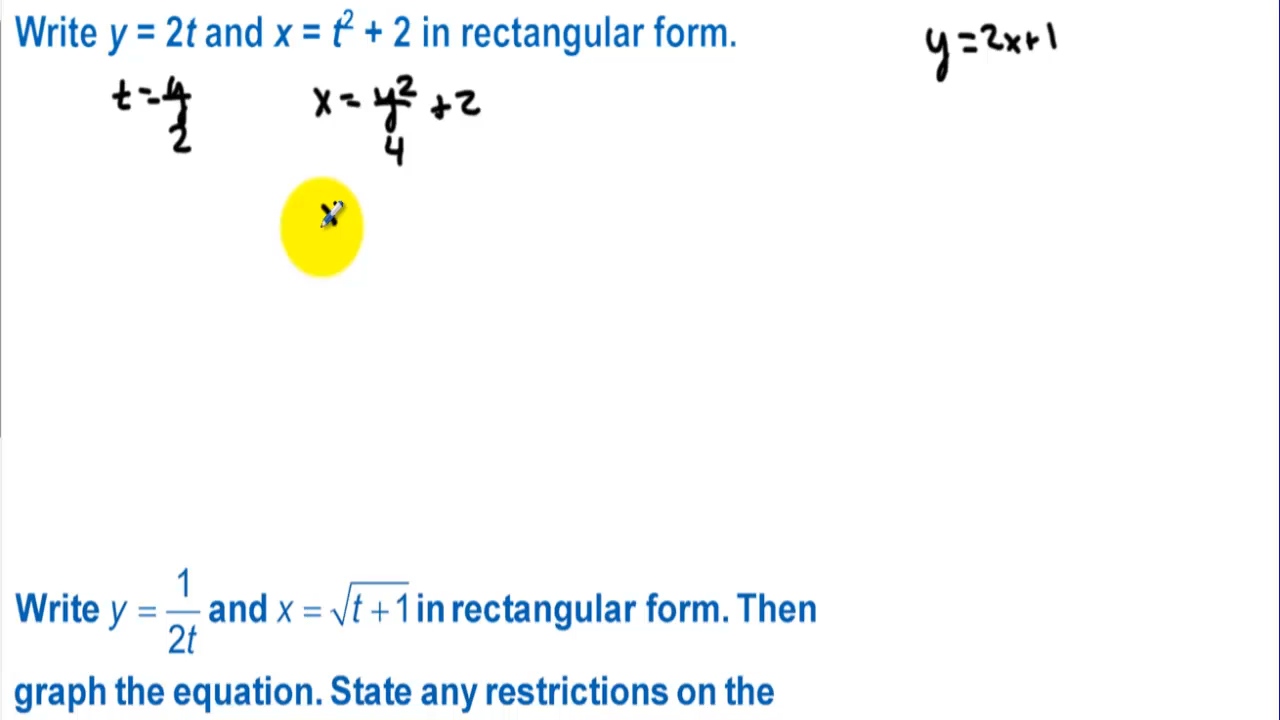 Write y = 2t and x = t² + 2 in rectangular form.
y = 2x + 1
t = y/2
x = y²/4 + 2
x
Write y = 1/2t and x = √(t + 1) in rectangular form. Then
graph the equation. State any restrictions on the